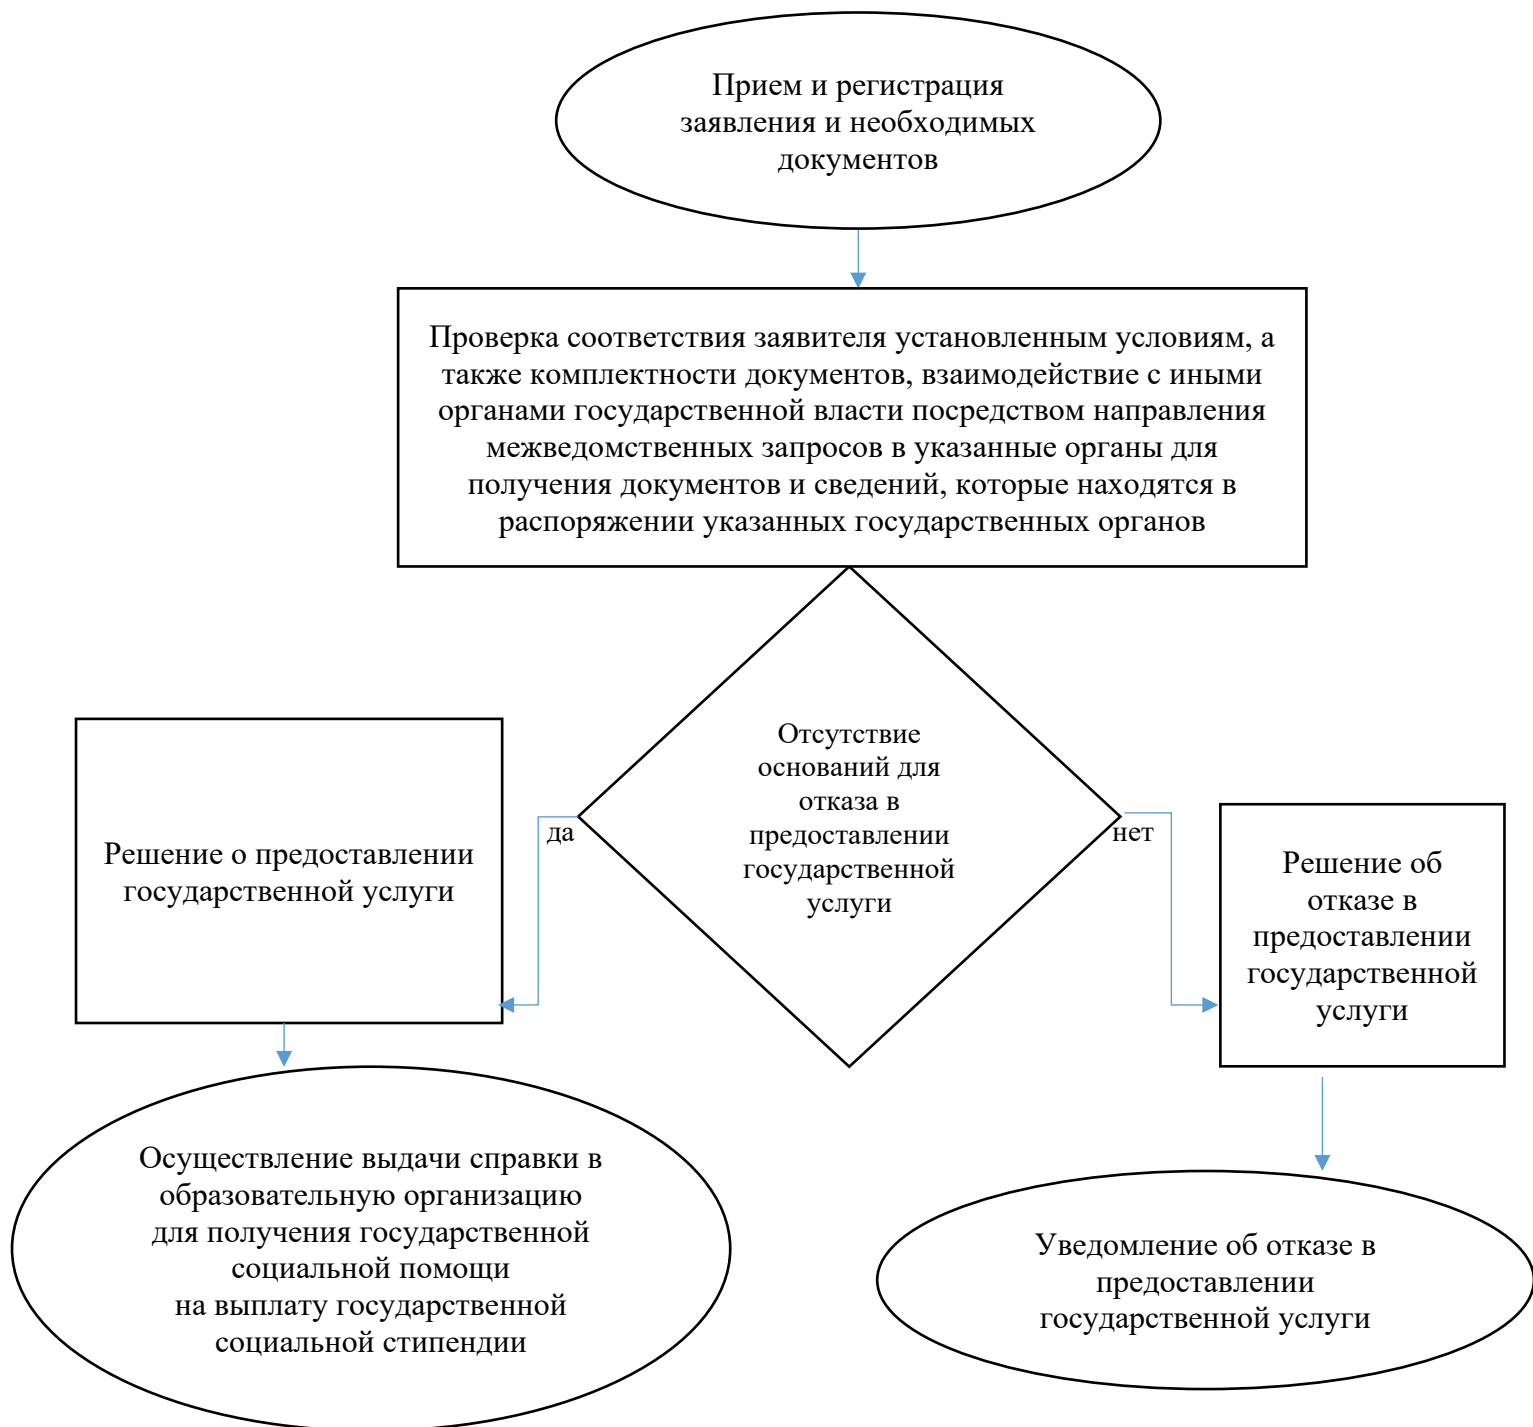 Прием и регистрация
заявления и необходимых
документов
Проверка соответствия заявителя установленным условиям, а
также комплектности документов, взаимодействие с иными
органами государственной власти посредством направления
межведомственных запросов в указанные органы для
получения документов и сведений, которые находятся в
распоряжении указанных государственных органов
Отсутствие
оснований для
отказа в
предоставлении
государственной
услуги
да
нет
Решение о предоставлении
государственной услуги
Решение об
отказе в
предоставлении
государственной
услуги
Осуществление выдачи справки в
образовательную организацию
для получения государственной
социальной помощи
на выплату государственной
социальной стипендии
Уведомление об отказе в
предоставлении
государственной услуги